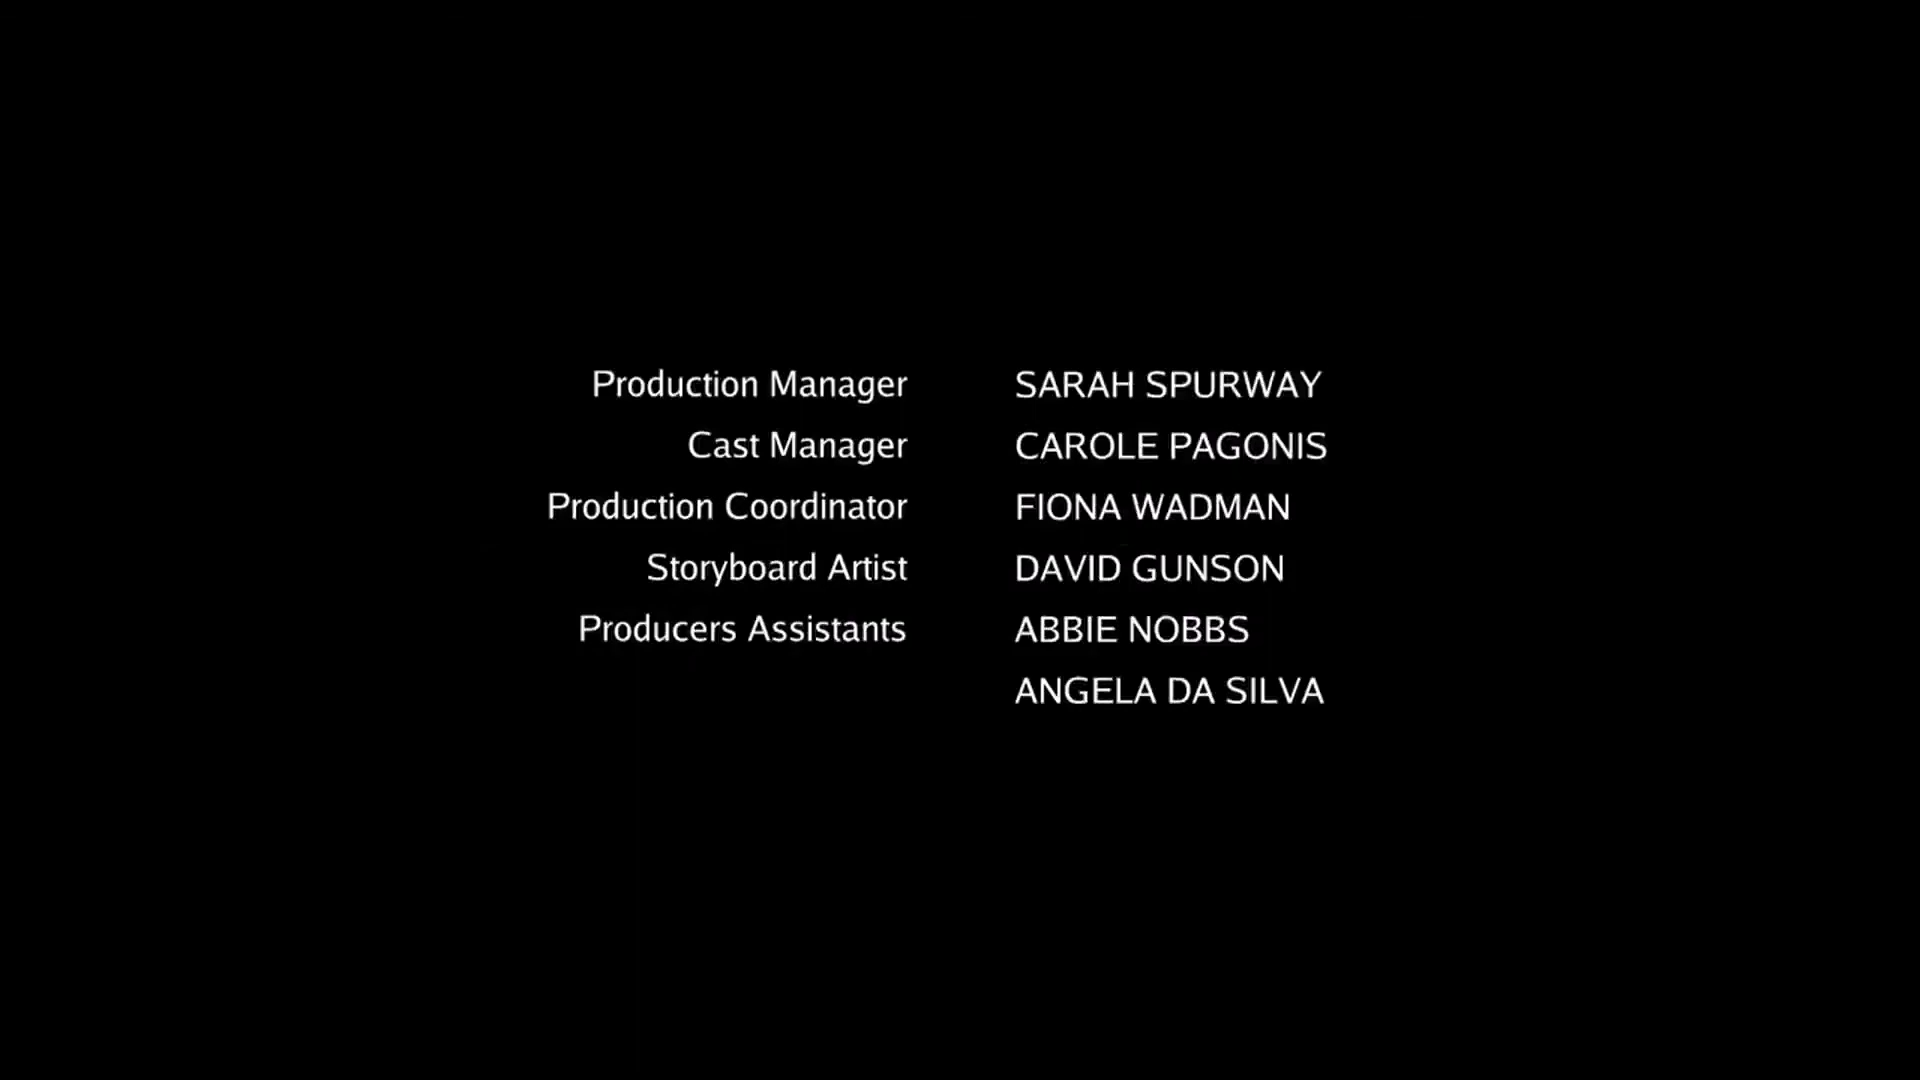 Production Manager SARAH SPURWAY
Cast Manager CAROLE PAGONIS
Production Coordinator FIONA WADMAN
Storyboard Artist DAVID GUNSON
Producers Assistants ABBIE NOBBS
ANGELA DA SILVA